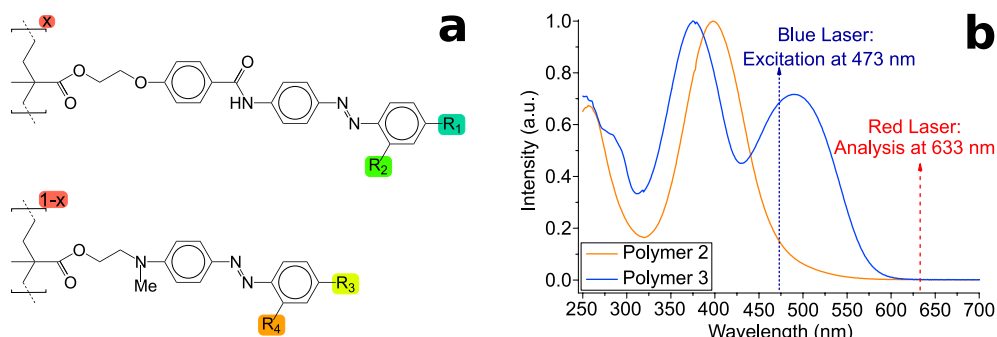 a
x
O
O
O
O
NH
N
N
R1
R2
1-x
O
O
N
Me
N
N
R3
R4
b
Blue Laser:
Excitation at 473 nm
Red Laser:
Analysis at 633 nm
Intensity (a.u.)
1.0
0.8
0.6
0.4
0.2
0.0
Polymer 2
Polymer 3
250 300 350 400 450 500 550 600 650 700
Wavelength (nm)